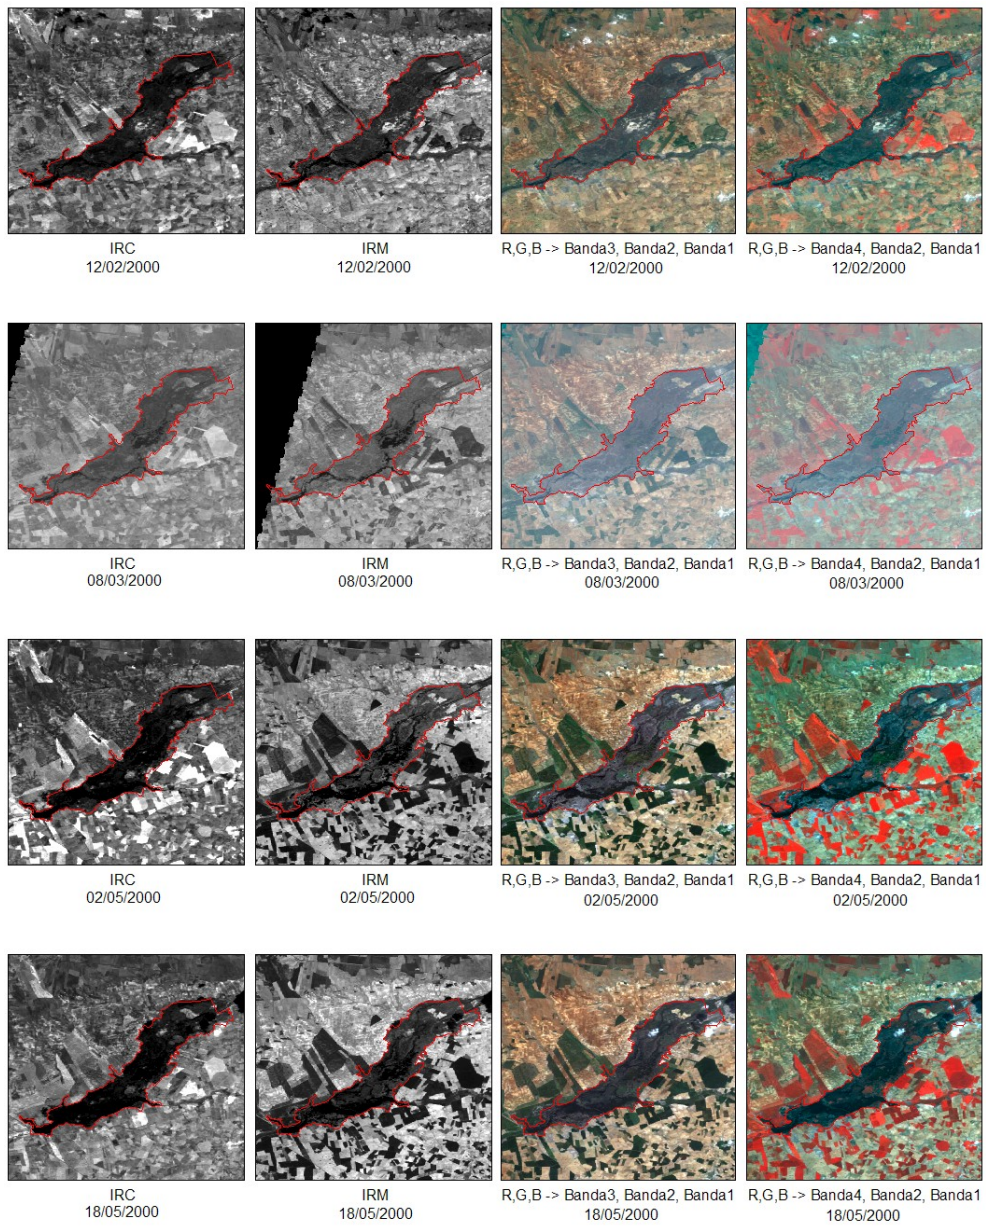 IRC
12/02/2000
IRM
12/02/2000
R,G,B -> Banda3, Banda2, Banda1
12/02/2000
R,G,B -> Banda4, Banda2, Banda1
12/02/2000
IRC
08/03/2000
IRM
08/03/2000
R,G,B -> Banda3, Banda2, Banda1
08/03/2000
R,G,B -> Banda4, Banda2, Banda1
08/03/2000
IRC
02/05/2000
IRM
02/05/2000
R,G,B -> Banda3, Banda2, Banda1
02/05/2000
R,G,B -> Banda4, Banda2, Banda1
02/05/2000
IRC
18/05/2000
IRM
18/05/2000
R,G,B -> Banda3, Banda2, Banda1
18/05/2000
R,G,B -> Banda4, Banda2, Banda1
18/05/2000